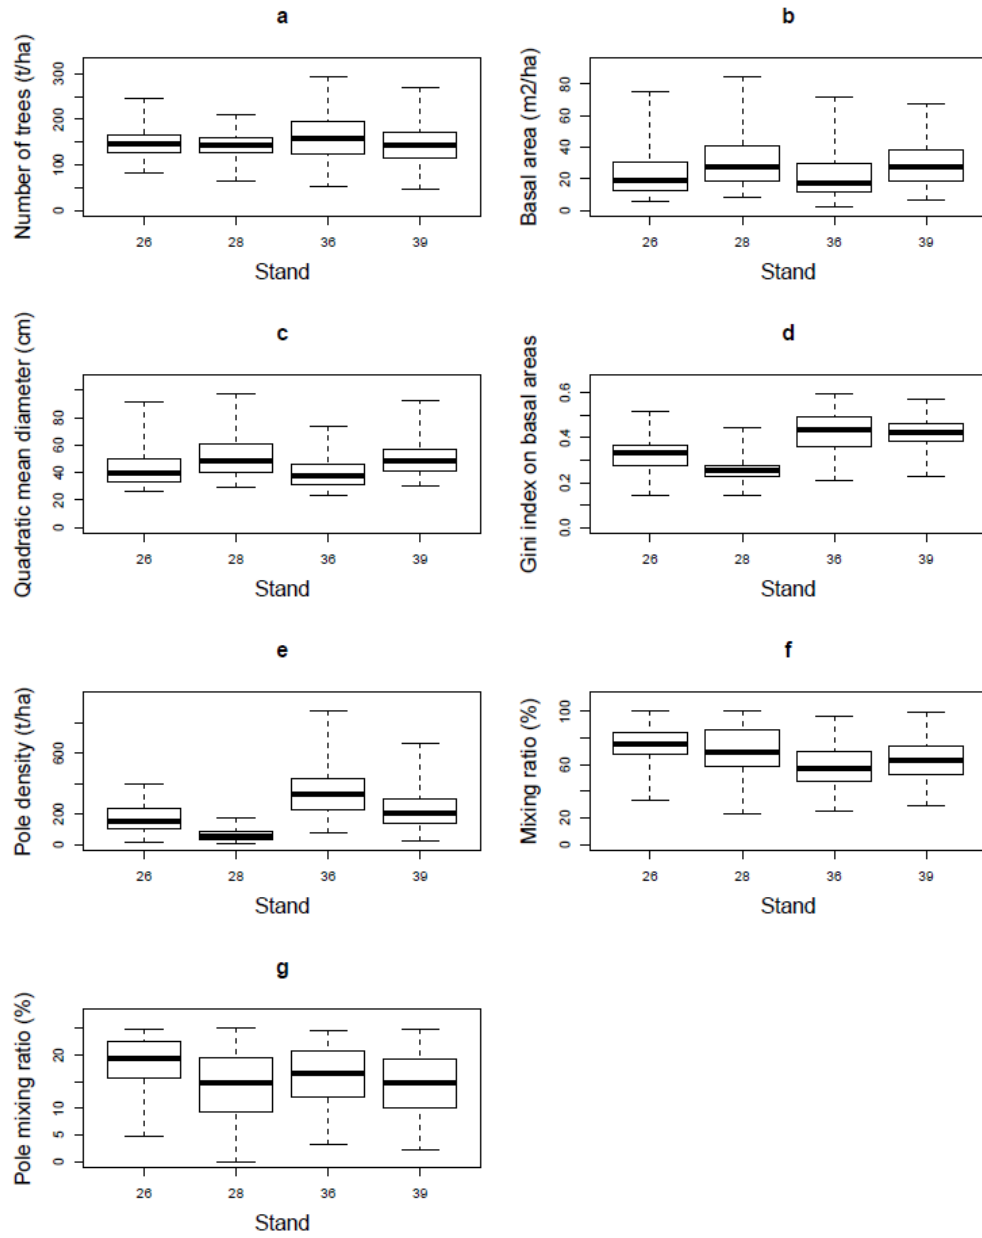 a
Number of trees (t/ha)
0 100 200 300
26 28 36 39
Stand
b
Basal area (m2/ha)
0 20 40 60 80
26 28 36 39
Stand
c
Quadratic mean diameter (cm)
0 20 40 60 80
26 28 36 39
Stand
d
Gini index on basal areas
0.0 0.2 0.4 0.6
26 28 36 39
Stand
e
Pole density (t/ha)
0 200 600
26 28 36 39
Stand
f
Mixing ratio (%)
0 20 60 100
26 28 36 39
Stand
g
Pole mixing ratio (%)
0 5 10 20
26 28 36 39
Stand